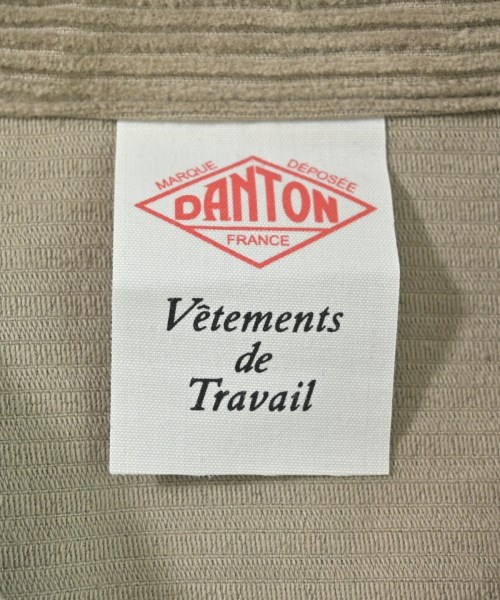 MARQUE DÉPOSÉE
DANTON
FRANCE
Vêtements
de
Travail